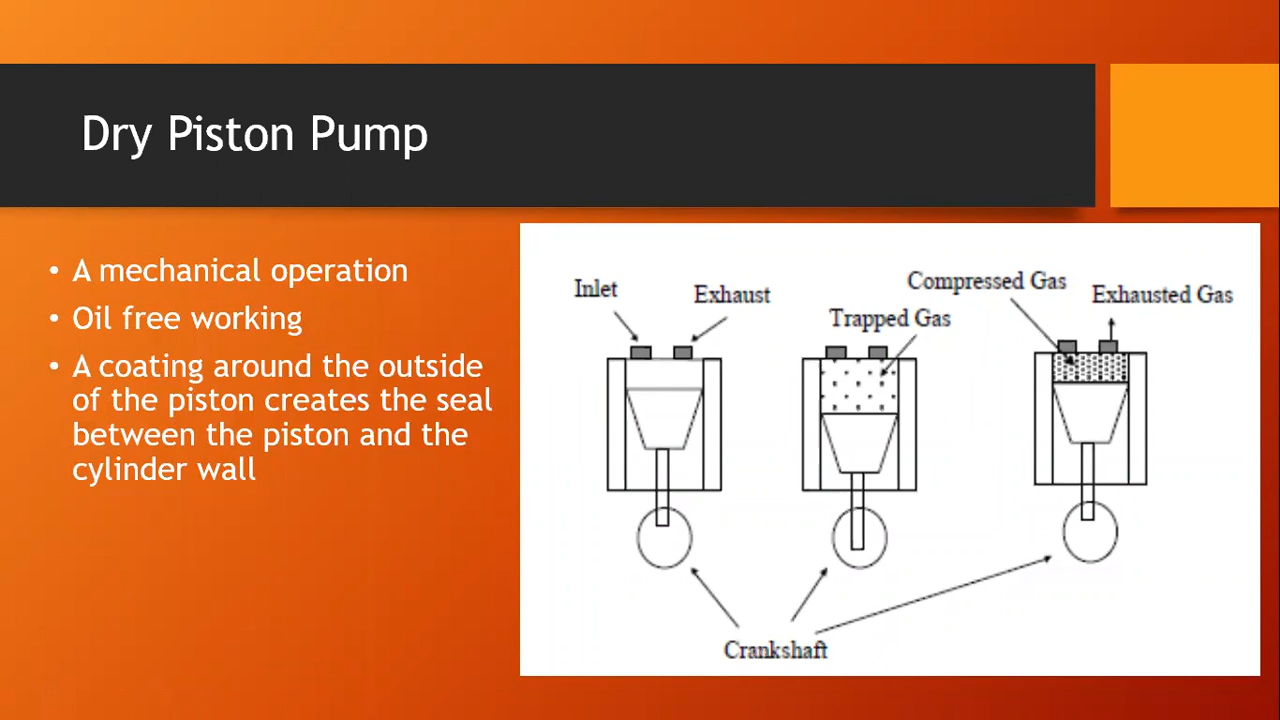 Dry Piston Pump
• A mechanical operation
• Oil free working
• A coating around the outside
of the piston creates the seal
between the piston and the
cylinder wall
Inlet
Exhaust
Trapped Gas
Compressed Gas
Exhausted Gas
Crankshaft